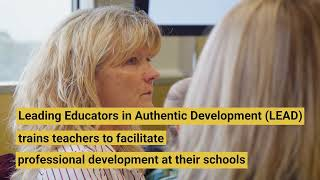 Leading Educators in Authentic Development (LEAD)
trains teachers to facilitate
professional development at their schools